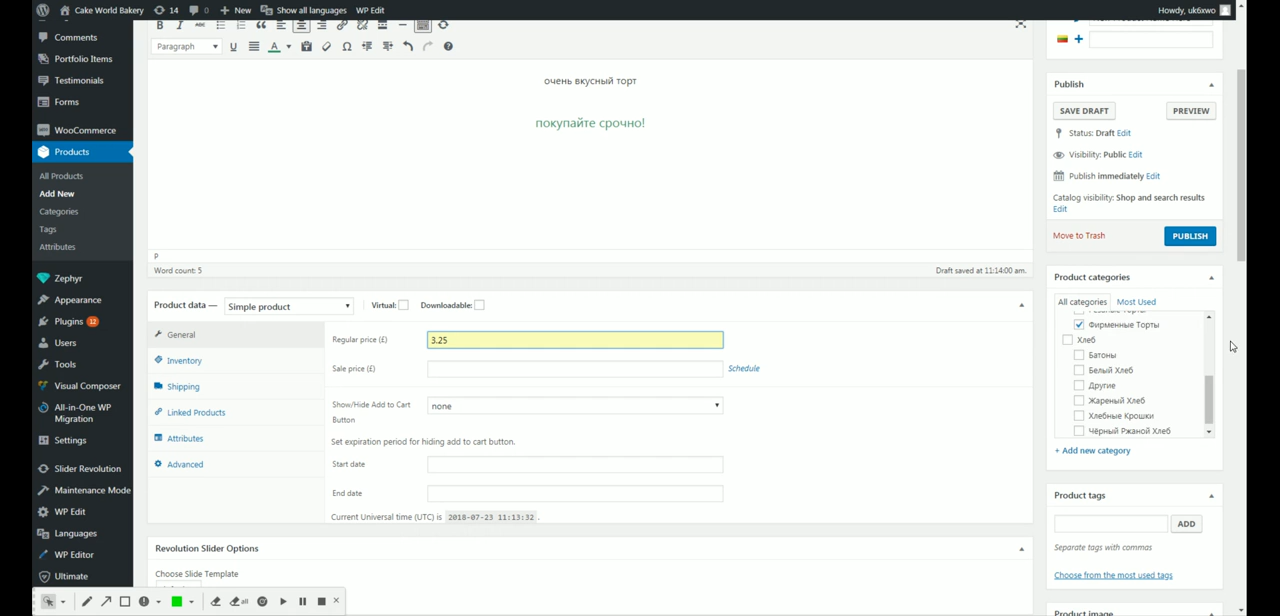 Cake World Bakery 14 0 + New Show all languages WP Edit Howdy, uk6xwo
Comments
Portfolio Items
Testimonials
Forms
WooCommerce
Products
All Products
Add New
Categories
Tags
Attributes
Zephyr
Appearance
Plugins 12
Users
Tools
Visual Composer
All-in-One WP
Migration
Settings
Slider Revolution
Maintenance Mode
WP Edit
Languages
WP Editor
Ultimate
Paragraph
очень вкусный торт
покупайте срочно!
P
Word count: 5 Draft saved at 11:14:00 am.
Product data — Simple product Virtual: Downloadable:
General
Inventory
Shipping
Linked Products
Attributes
Advanced
Regular price (£) 3.25
Sale price (£) Schedule
Show/Hide Add to Cart
Button
none
Set expiration period for hiding add to cart button.
Start date
End date
Current Universal time (UTC) is 2018-07-23 11:13:32 .
Revolution Slider Options
Choose Slide Template
Publish
SAVE DRAFT PREVIEW
Status: Draft Edit
Visibility: Public Edit
Publish immediately Edit
Catalog visibility: Shop and search results
Edit
Move to Trash PUBLISH
Product categories
All categories Most Used
Фирменные Торты
Хлеб
Батоны
Белый Хлеб
Другие
Жареный Хлеб
Хлебные Крошки
Чёрный Ржаной Хлеб
+ Add new category
Product tags
ADD
Separate tags with commas
Choose from the most used tags
Product image